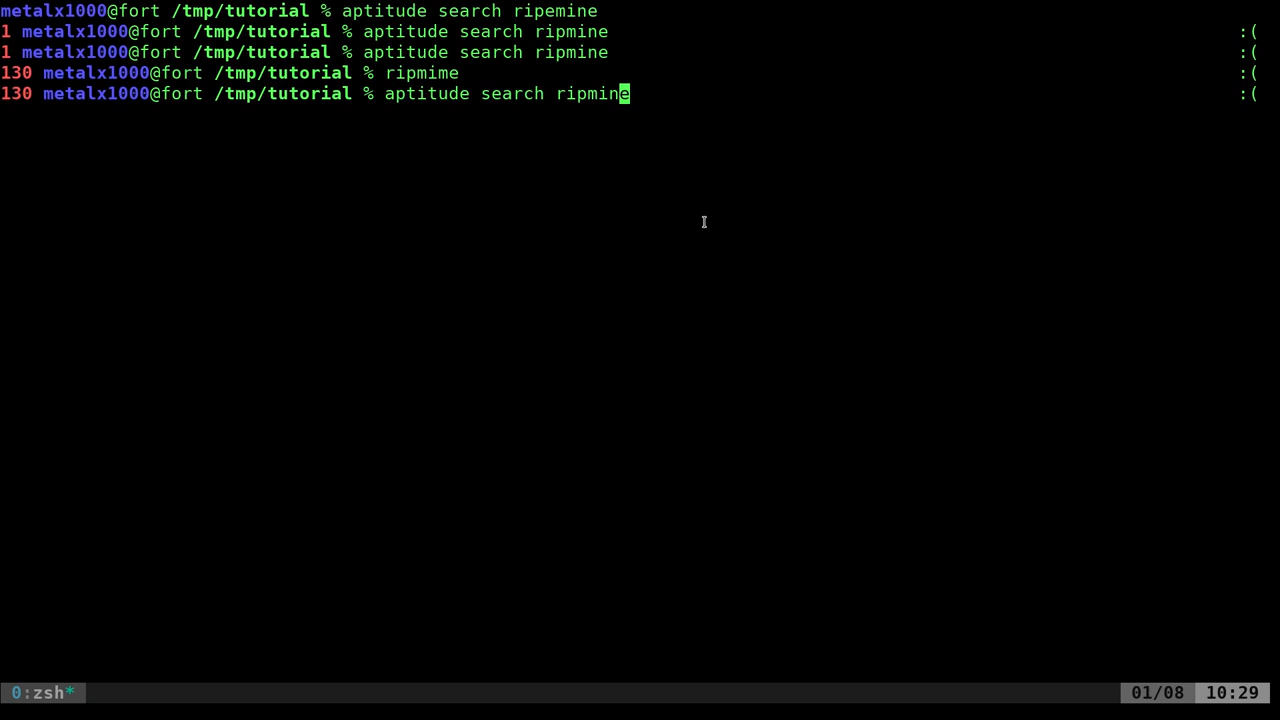 metalx1000@fort /tmp/tutorial % aptitude search ripemine
1 metalx1000@fort /tmp/tutorial % aptitude search ripmine :(
1 metalx1000@fort /tmp/tutorial % aptitude search ripmine :(
130 metalx1000@fort /tmp/tutorial % ripmime :(
130 metalx1000@fort /tmp/tutorial % aptitude search ripmine :(
0:zsh* 01/08 10:29